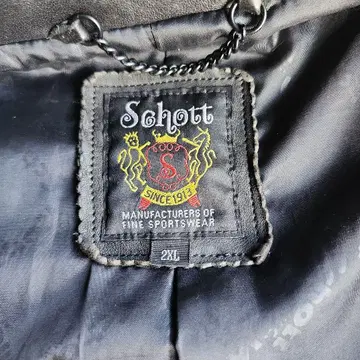 Schott
S
SINCE 1913
MANUFACTURERS OF
FINE SPORTSWEAR
2XL